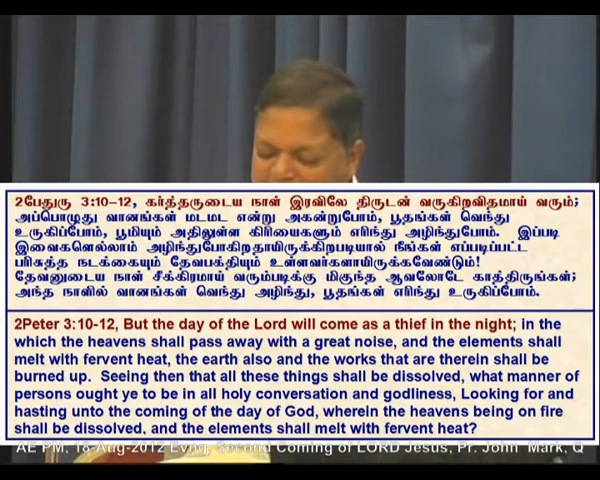 2பேதுரு 3:10-12, கர்த்தருடைய நாள் இரவிலே திருடன் வருகிறவிதமாய் வரும்;
அப்பொழுது வானங்கள் மடமட என்று அகன்றுபோம், பூதங்கள் வெந்து
உருகிப்போம், பூமியும் அதிலுள்ள கிரியைகளும் எரிந்து அழிந்துபோம். இப்படி
இவைகளெல்லாம் அழிந்துபோகிறதாயிருக்கிறபடியால் நீங்கள் எப்படிப்பட்ட
பரிசுத்த நடக்கையும் தேவபக்தியும் உள்ளவர்களாயிருக்கவேண்டும்!
தேவனுடைய நாள் சீக்கிரமாய் வரும்படிக்கு மிகுந்த ஆவலோடே காத்திருங்கள்;
அந்த நாளில் வானங்கள் வெந்து அழிந்து, பூதங்கள் எரிந்து உருகிப்போம்.
2Peter 3:10-12, But the day of the Lord will come as a thief in the night; in
the which the heavens shall pass away with a great noise, and the elements shall
melt with fervent heat, the earth also and the works that are therein shall be
burned up. Seeing then that all these things shall be dissolved, what manner of
persons ought ye to be in all holy conversation and godliness, Looking for and
hasting unto the coming of the day of God, wherein the heavens being on fire
shall be dissolved, and the elements shall melt with fervent heat?
AE PM, 18-Aug-2012 Evng, Second Coming of LORD Jesus, Pr. John Mark, Q